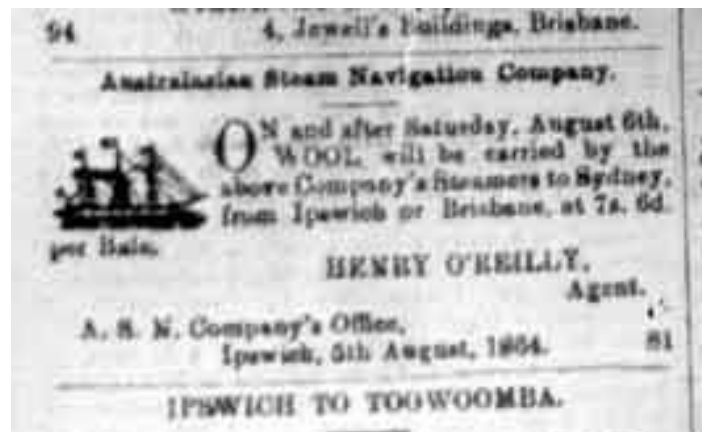 94
4, Jewell's Buildings, Brisbane.
Australasian Steam Navigation Company.
ON and after Saturday, August 6th,
WOOL will be carried by the
above Company's Steamers to Sydney,
from Ipswich or Brisbane, at 7s. 6d.
per Bale.
HENRY O'REILLY,
Agent.
A. S. N. Company's Office,
Ipswich, 5th August, 1864.
81
IPSWICH TO TOOWOOMBA.